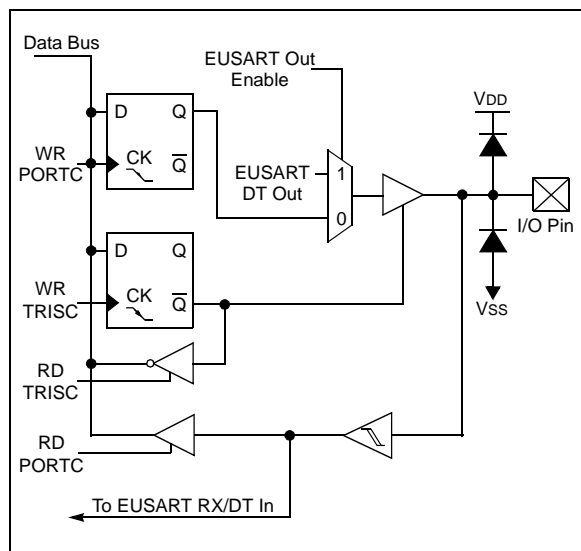 Data Bus
EUSART Out
Enable
VDD
D Q
WR
PORTC
CK
Q
EUSART
DT Out
1
0
I/O Pin
D Q
WR
TRISC
CK
Q
VSS
RD
TRISC
RD
PORTC
To EUSART RX/DT In